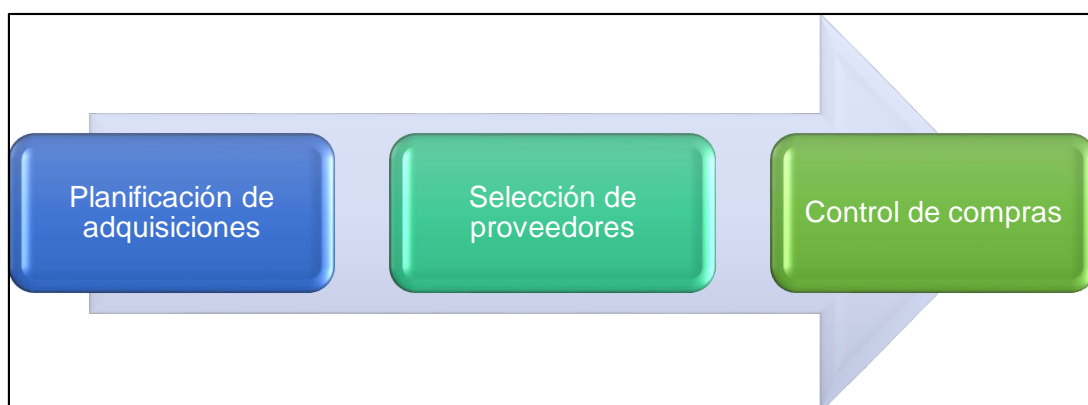 Planificación de
adquisiciones
Selección de
proveedores
Control de compras